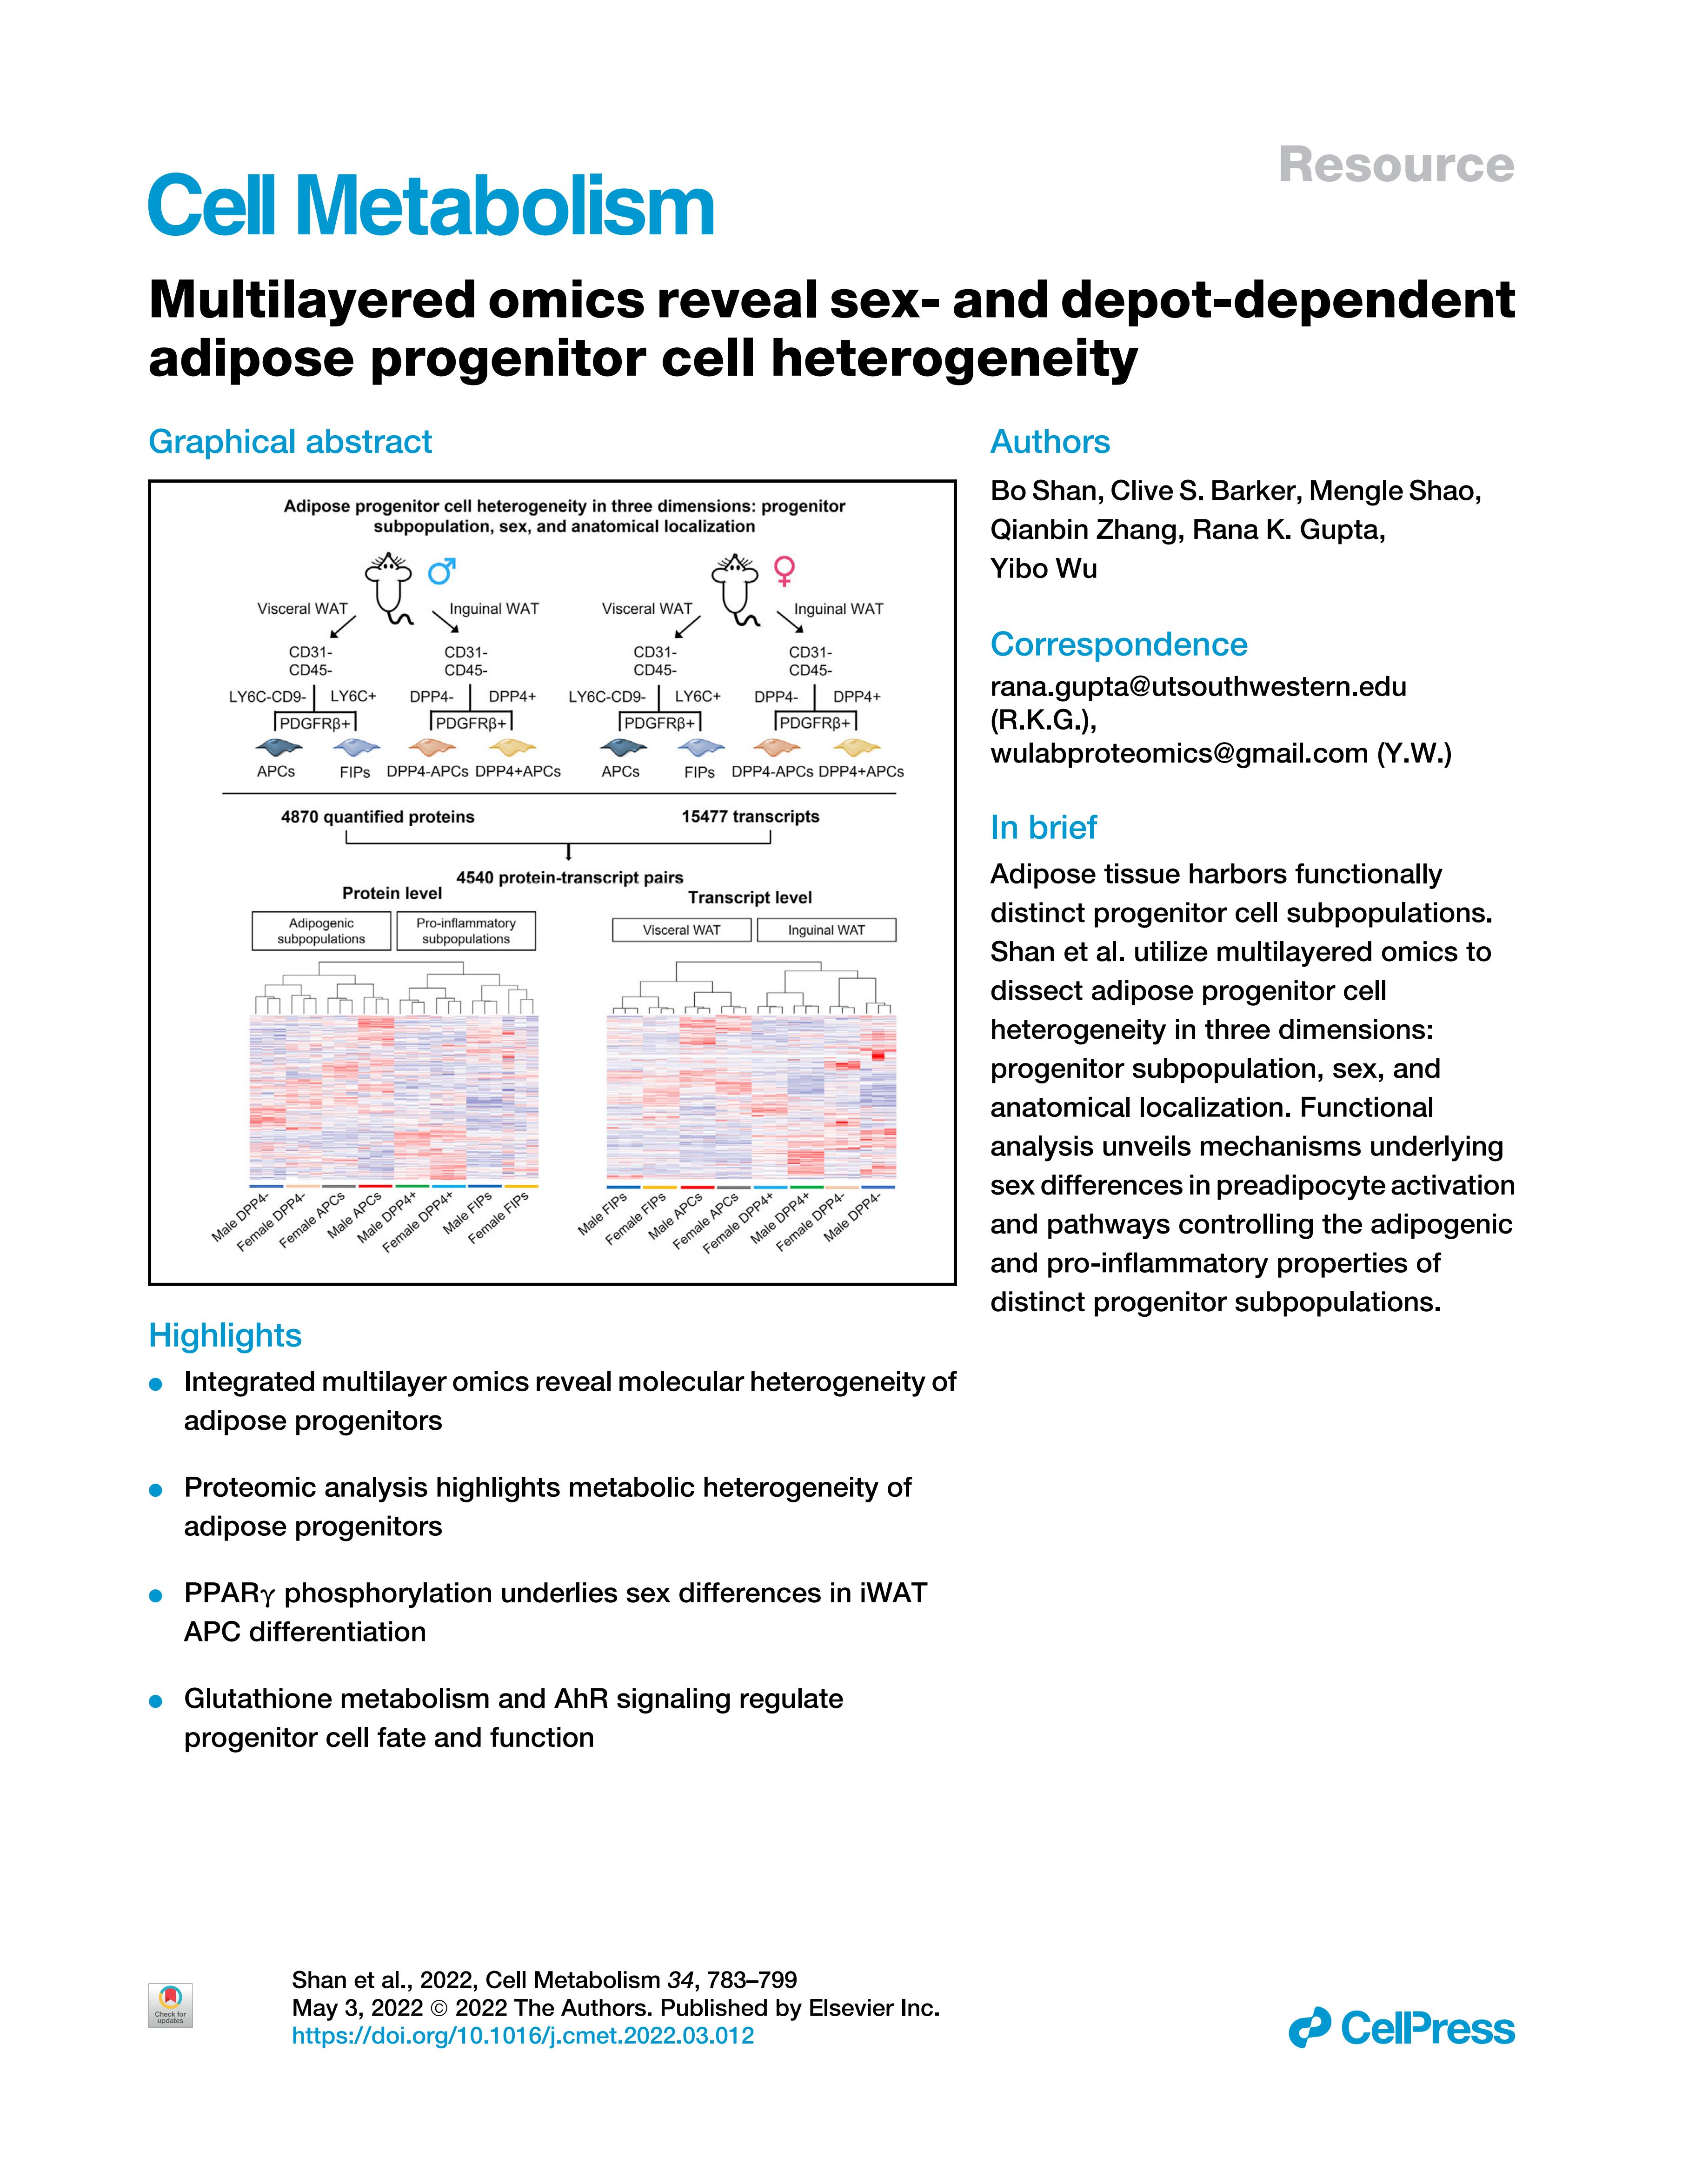 Resource
Cell Metabolism
Multilayered omics reveal sex- and depot-dependent
adipose progenitor cell heterogeneity
Graphical abstract
Adipose progenitor cell heterogeneity in three dimensions: progenitor
subpopulation, sex, and anatomical localization
♂ ♀
Visceral WAT Inguinal WAT Visceral WAT Inguinal WAT
CD31- CD31- CD31- CD31-
CD45- CD45- CD45- CD45-
LY6C-CD9- LY6C+ DPP4- DPP4+ LY6C-CD9- LY6C+ DPP4- DPP4+
PDGFRβ+ PDGFRβ+ PDGFRβ+ PDGFRβ+
APCs FIPs DPP4-APCs DPP4+APCs APCs FIPs DPP4-APCs DPP4+APCs
4870 quantified proteins 15477 transcripts
4540 protein-transcript pairs
Protein level Transcript level
Adipogenic Pro-inflammatory Visceral WAT Inguinal WAT
subpopulations subpopulations
Male DPP4- Female DPP4- Female APCs Male APCs Male DPP4+ Female DPP4+ Male FIPs Female FIPs
Male FIPs Female FIPs Male APCs Female APCs Female DPP4+ Male DPP4+ Female DPP4- Male DPP4-
Highlights
● Integrated multilayer omics reveal molecular heterogeneity of
adipose progenitors
● Proteomic analysis highlights metabolic heterogeneity of
adipose progenitors
● PPARγ phosphorylation underlies sex differences in iWAT
APC differentiation
● Glutathione metabolism and AhR signaling regulate
progenitor cell fate and function
Authors
Bo Shan, Clive S. Barker, Mengle Shao,
Qianbin Zhang, Rana K. Gupta,
Yibo Wu
Correspondence
rana.gupta@utsouthwestern.edu
(R.K.G.),
wulabproteomics@gmail.com (Y.W.)
In brief
Adipose tissue harbors functionally
distinct progenitor cell subpopulations.
Shan et al. utilize multilayered omics to
dissect adipose progenitor cell
heterogeneity in three dimensions:
progenitor subpopulation, sex, and
anatomical localization. Functional
analysis unveils mechanisms underlying
sex differences in preadipocyte activation
and pathways controlling the adipogenic
and pro-inflammatory properties of
distinct progenitor subpopulations.
Check for
updates
Shan et al., 2022, Cell Metabolism 34, 783–799
May 3, 2022 © 2022 The Authors. Published by Elsevier Inc.
https://doi.org/10.1016/j.cmet.2022.03.012
CellPress